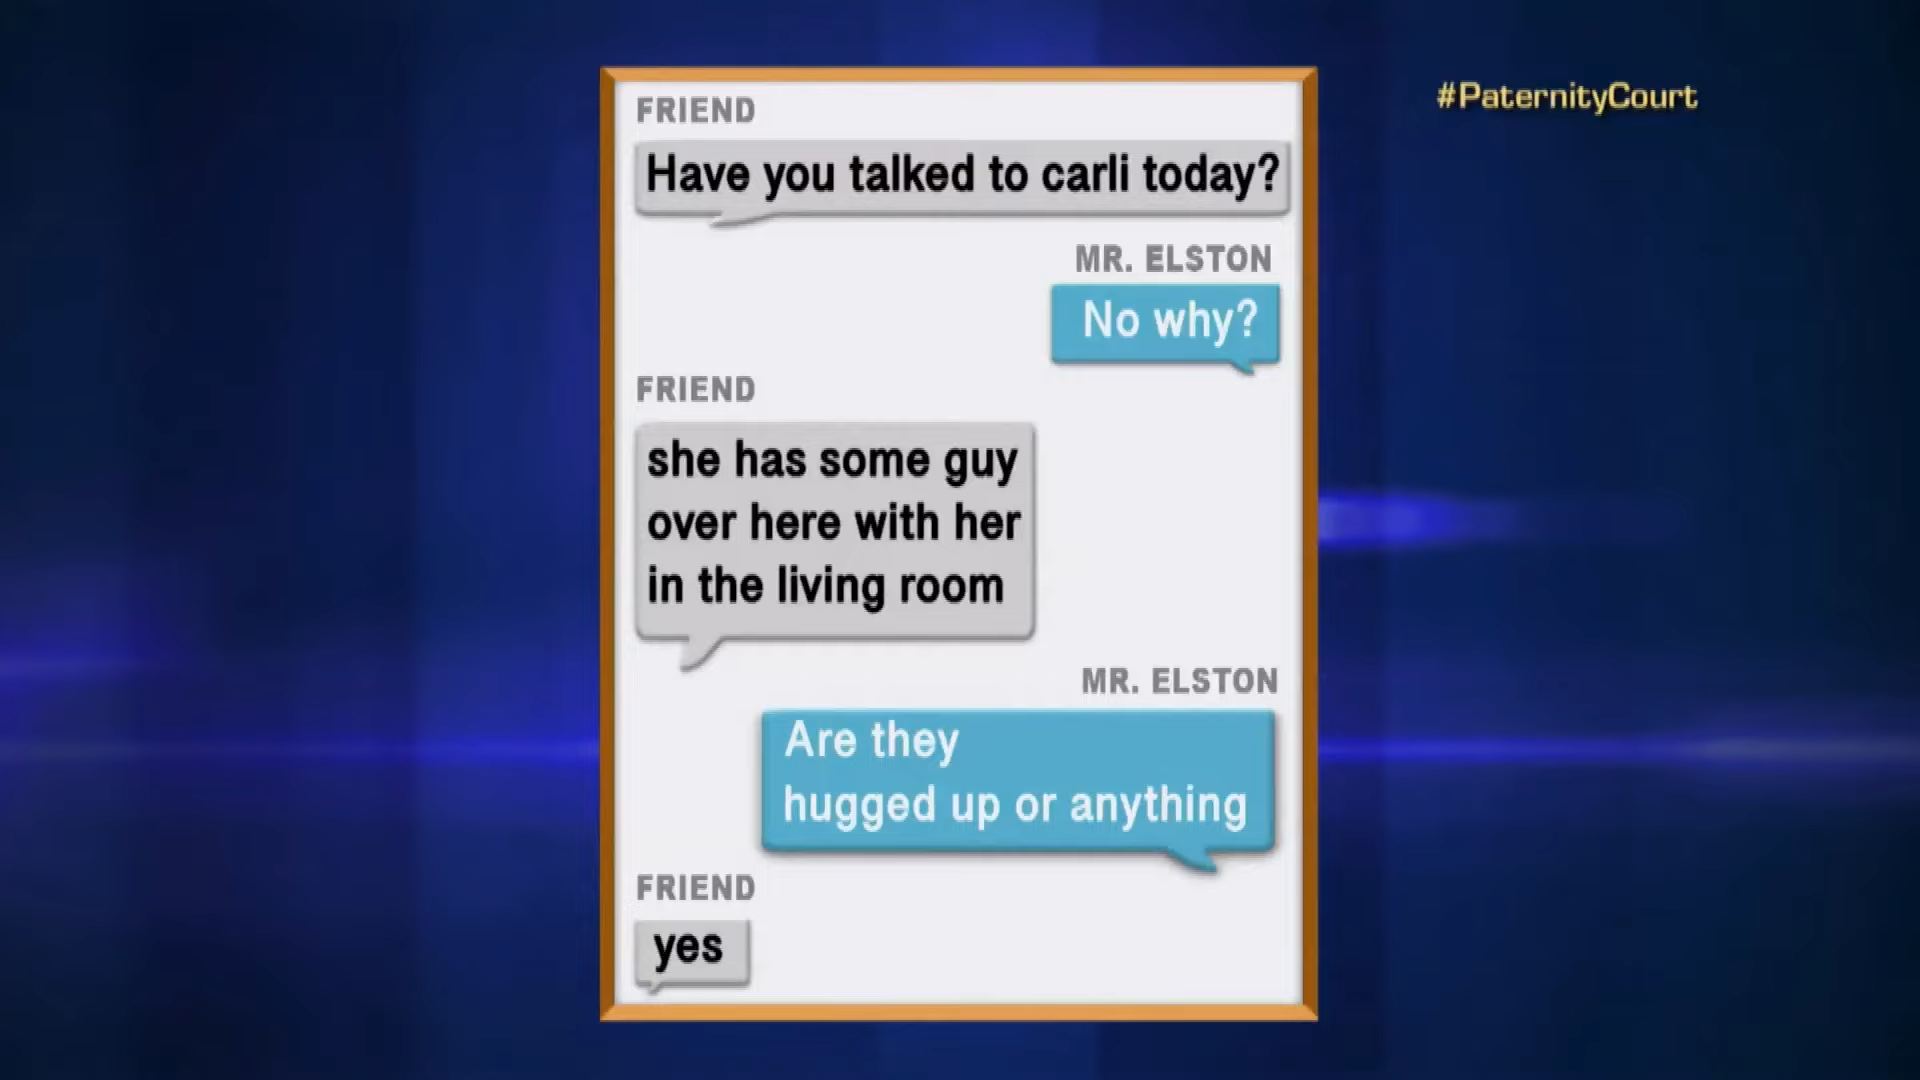 #PaternityCourt
FRIEND
Have you talked to carli today?
MR. ELSTON
No why?
FRIEND
she has some guy
over here with her
in the living room
MR. ELSTON
Are they
hugged up or anything
FRIEND
yes